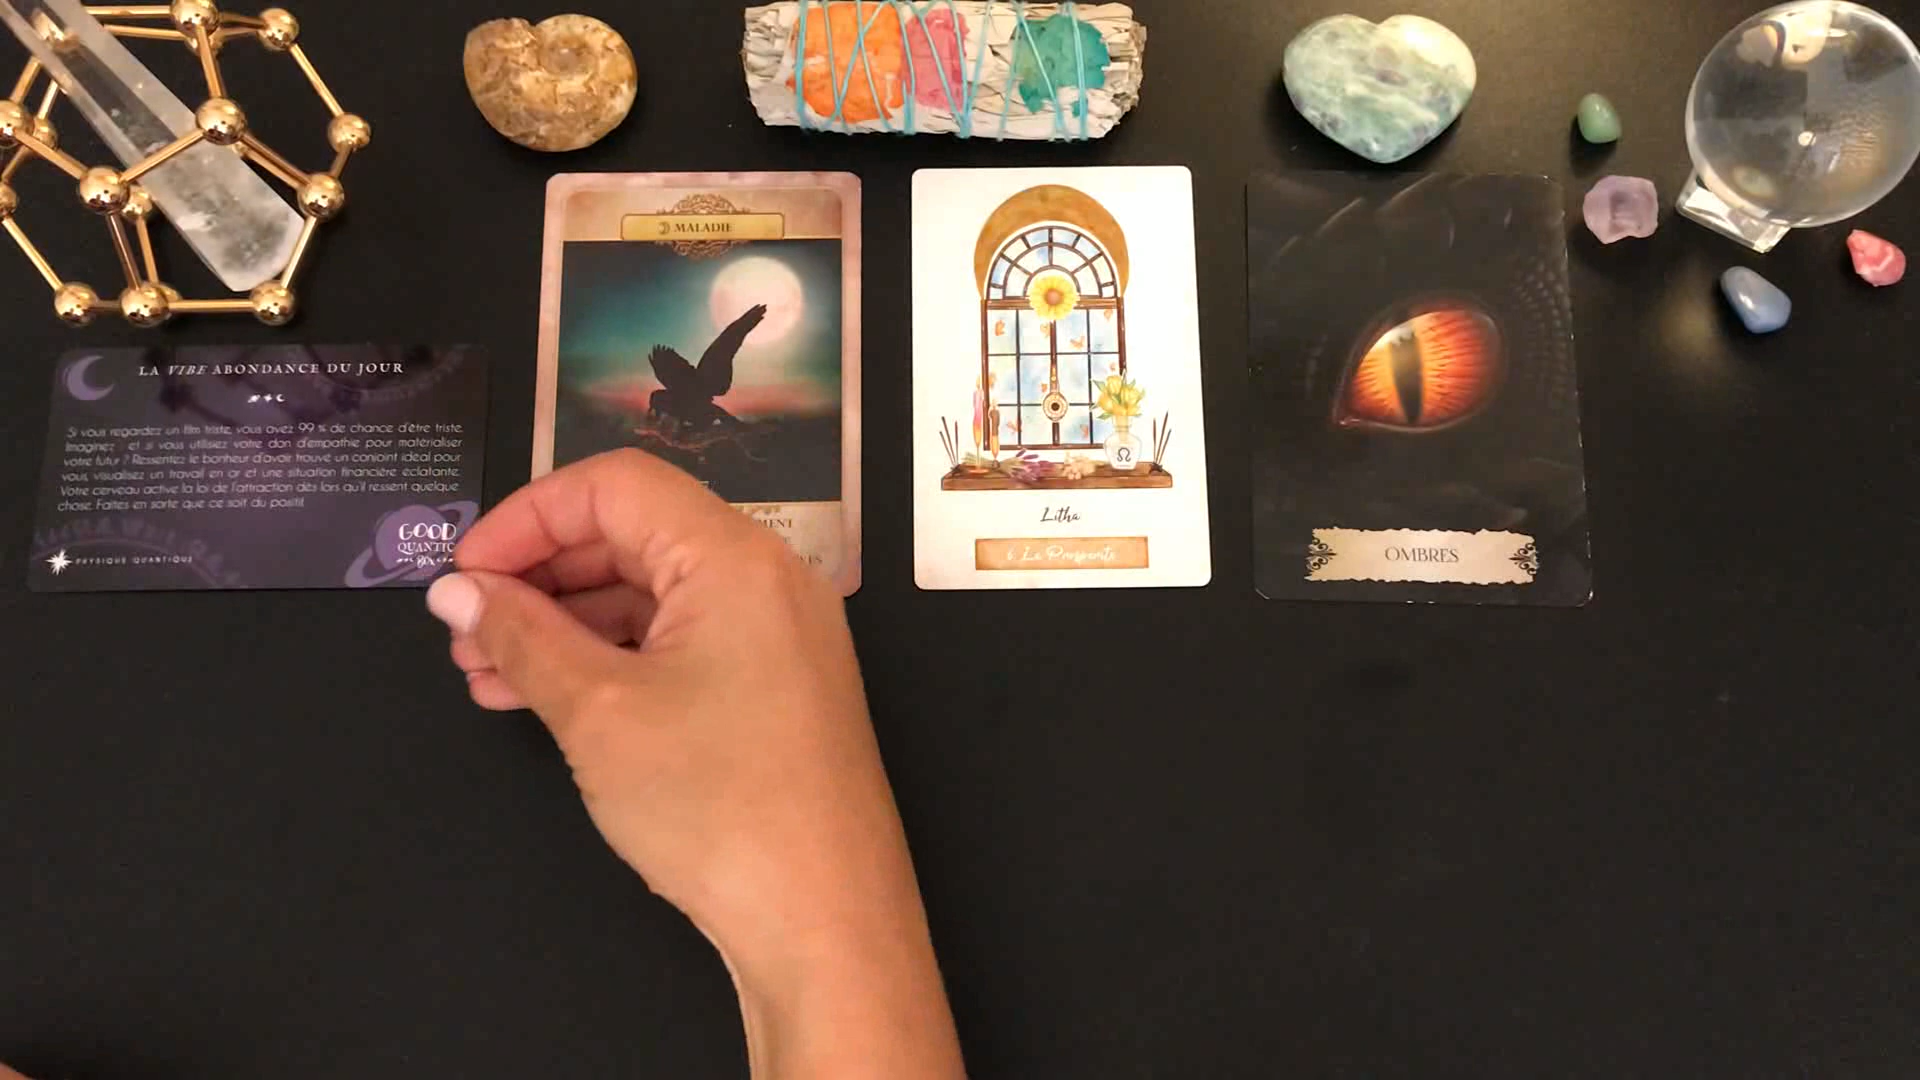 LA VIBE ABONDANCE DU JOUR
Si vous regardez un film triste, vous avez 99 % de chance d'être triste.
Imaginez : et si vous utilisiez votre don d'empathie pour matérialiser
votre futur ? Ressentez le bonheur d'avoir trouvé un conjoint idéal pour
vous, visualisez un travail en or et une situation financière éclatante.
Votre cerveau active la loi de l'attraction dès lors qu'il ressent quelque
chose. Faites en sorte que ce soit du positif.
GOOD
QUANTIC
BOX
PHYSIQUE QUANTIQUE
MALADIE
MENT
Litha
6. La Prospérité
OMBRES